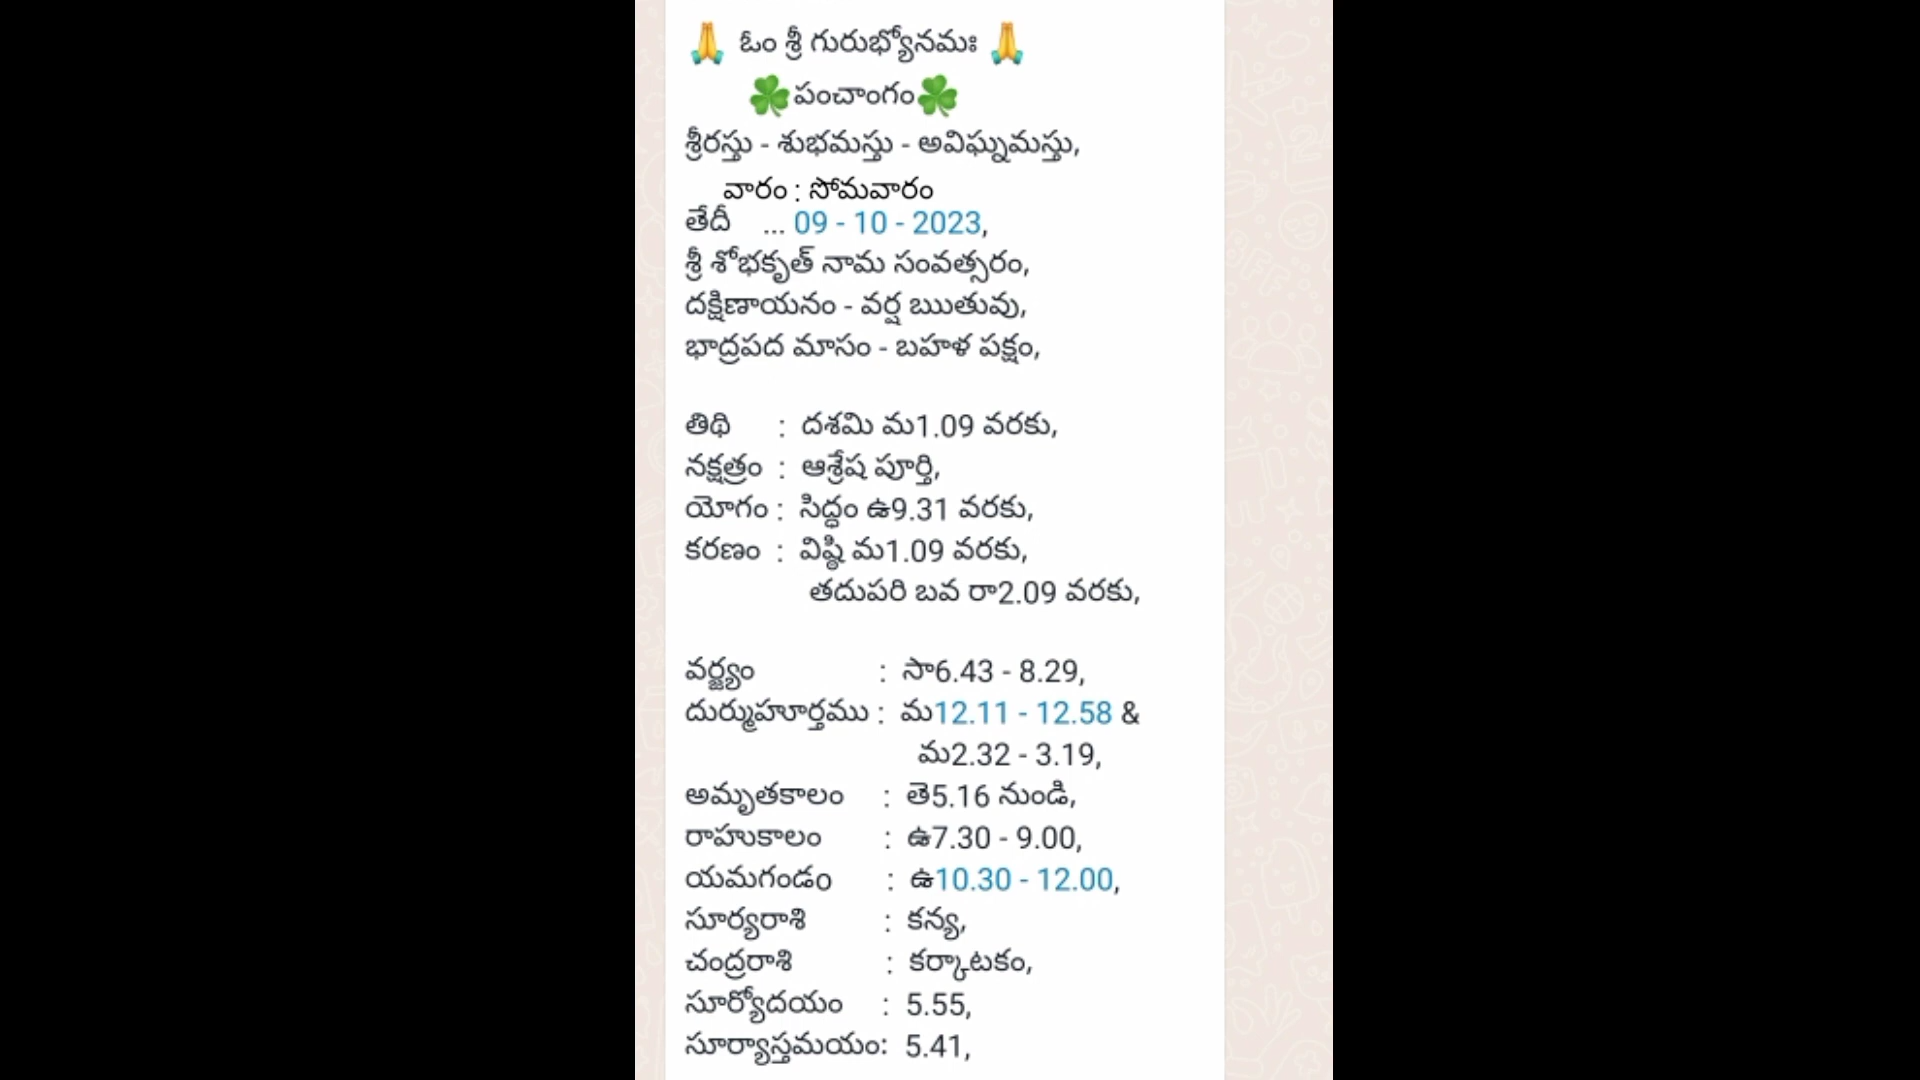 🙏 ఓం శ్రీ గురుభ్యోనమః 🙏
☘️పంచాంగం☘️
శ్రీరస్తు - శుభమస్తు - అవిఘ్నమస్తు,
వారం : సోమవారం
తేదీ ... 09 - 10 - 2023,
శ్రీ శోభకృత్ నామ సంవత్సరం,
దక్షిణాయనం - వర్ష ఋతువు,
భాద్రపద మాసం - బహళ పక్షం,
తిథి : దశమి మ1.09 వరకు,
నక్షత్రం : ఆశ్రేష పూర్తి,
యోగం : సిద్ధం ఉ9.31 వరకు,
కరణం : విష్ఠి మ1.09 వరకు,
తదుపరి బవ రా2.09 వరకు,
వర్జ్యం : సా6.43 - 8.29,
దుర్ముహూర్తము : మ12.11 - 12.58 &
మ2.32 - 3.19,
అమృతకాలం : తె5.16 నుండి,
రాహుకాలం : ఉ7.30 - 9.00,
యమగండం : ఉ10.30 - 12.00,
సూర్యరాశి : కన్య,
చంద్రరాశి : కర్కాటకం,
సూర్యోదయం : 5.55,
సూర్యాస్తమయం: 5.41,